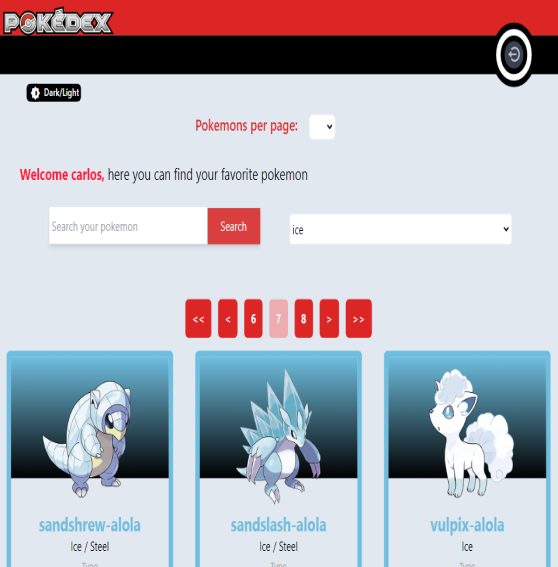 POKÉDEX
Dark/Light
Pokemons per page:
Welcome carlos, here you can find your favorite pokemon
Search your pokemon
Search
ice
<< < 6 7 8 > >>
sandshrew-alola
sandslash-alola
vulpix-alola
Ice / Steel
Ice / Steel
Ice
Type
Type
Type